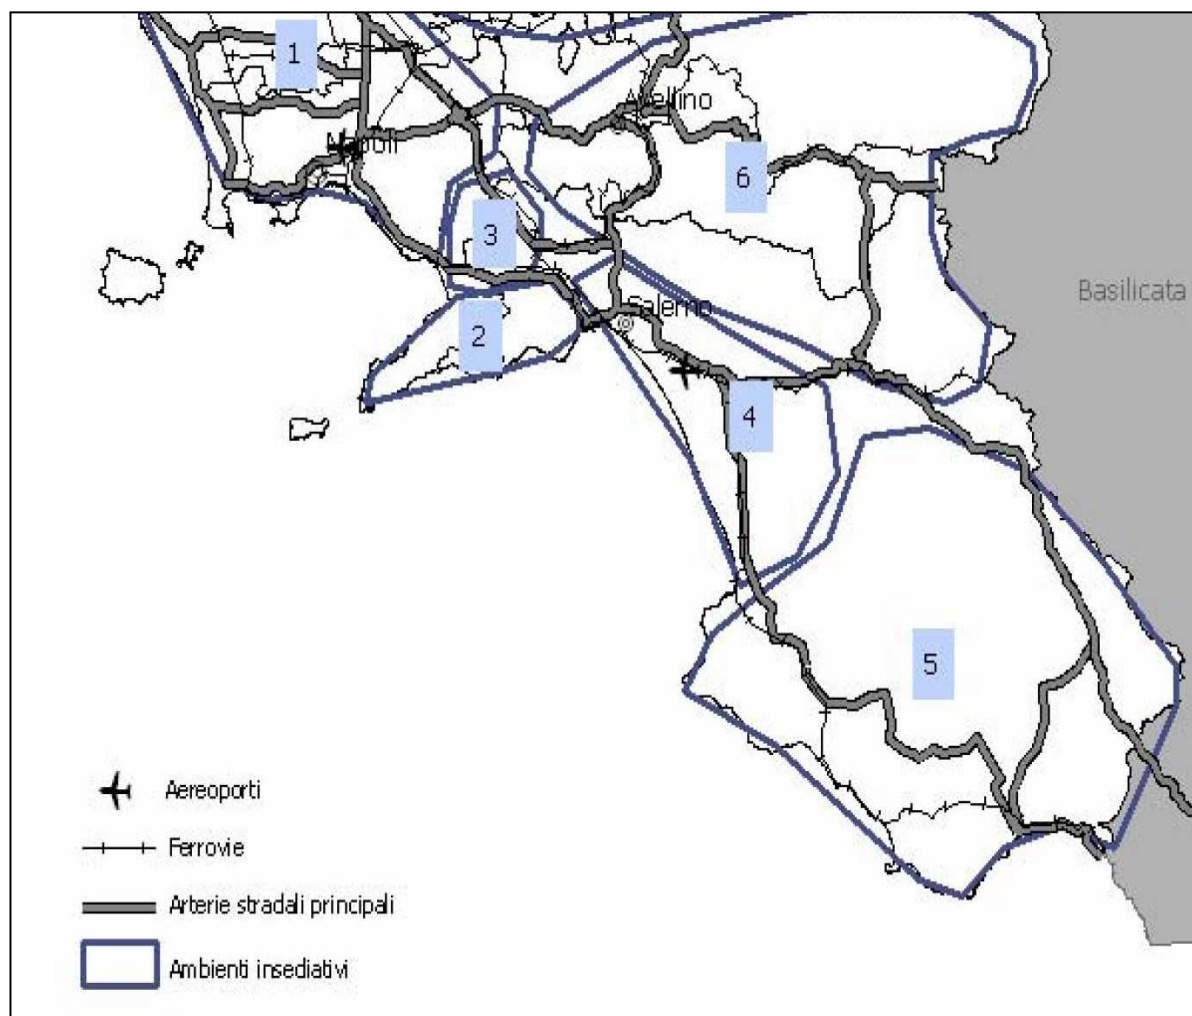 1
Avellino
Napoli
6
3
Basilicata
Salerno
2
4
5
Aereoporti
Ferrovie
Arterie stradali principali
Ambienti insediativi